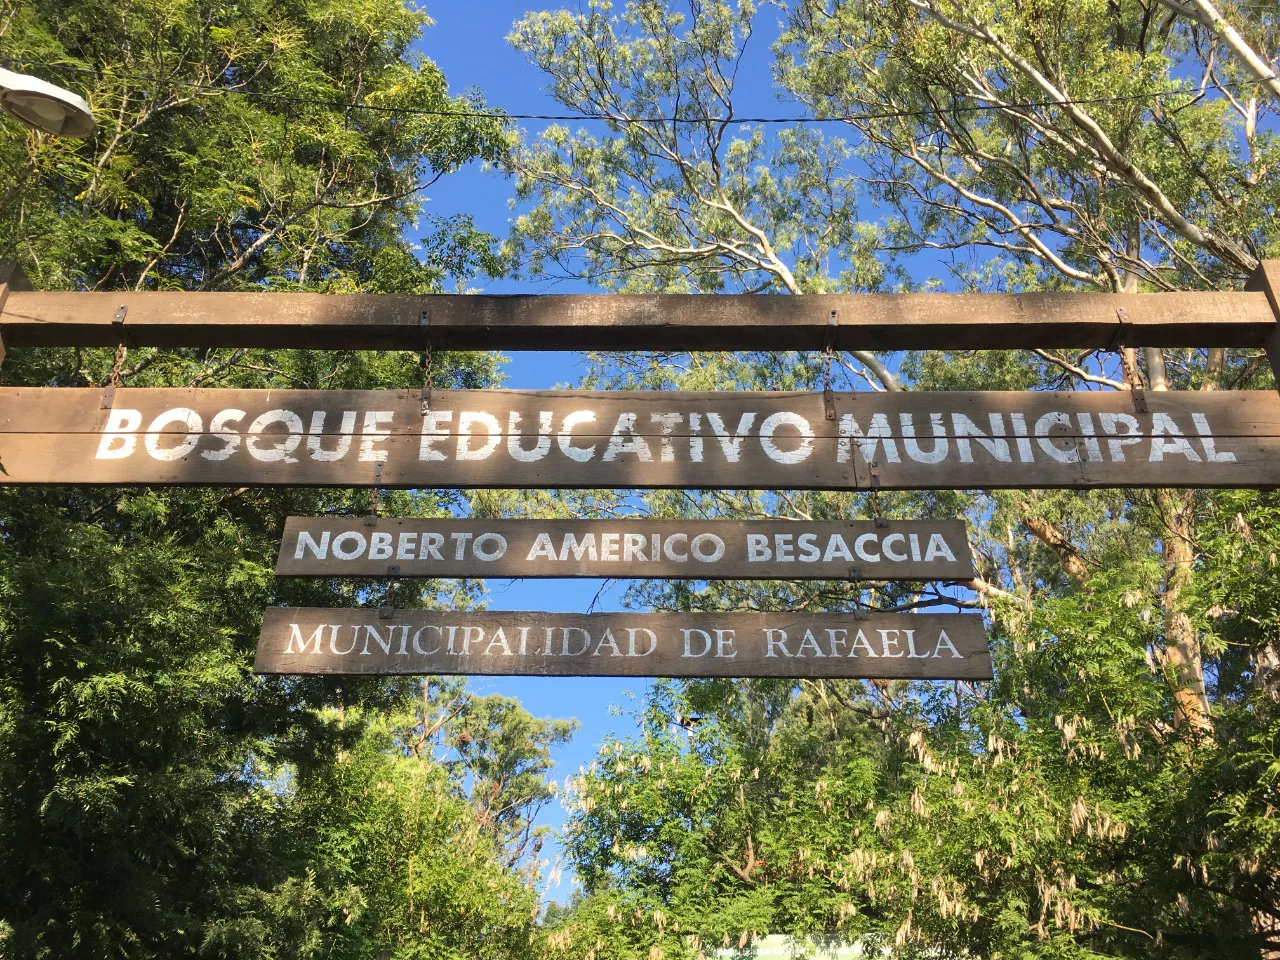 BOSQUE EDUCATIVO MUNICIPAL
NOBERTO AMERICO BESACCIA
MUNICIPALIDAD DE RAFAELA